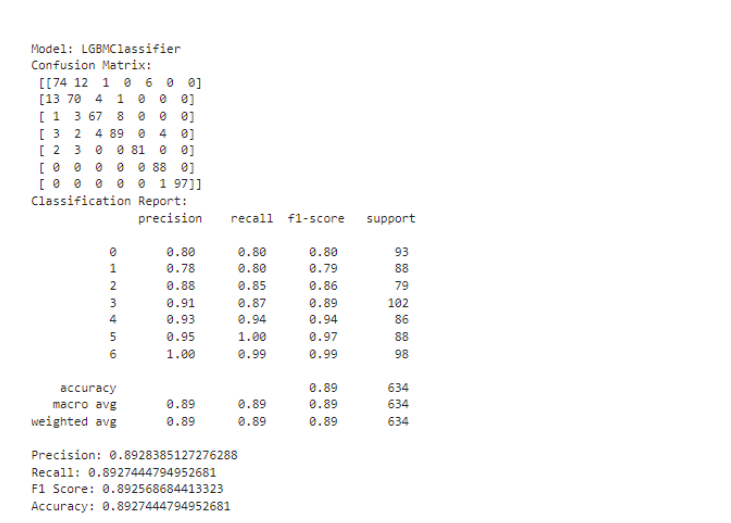 Model: LGBMClassifier
Confusion Matrix:
[[74 12  1  0  6  0  0]
[13 70  4  1  0  0  0]
[ 1  3 67  8  0  0  0]
[ 3  2  4 89  0  4  0]
[ 2  3  0  0 81  0  0]
[ 0  0  0  0  0 88  0]
[ 0  0  0  0  0  1 97]]
Classification Report:
precision recall f1-score support
0 0.80 0.80 0.80 93
1 0.78 0.80 0.79 88
2 0.88 0.85 0.86 79
3 0.91 0.87 0.89 102
4 0.93 0.94 0.94 86
5 0.95 1.00 0.97 88
6 1.00 0.99 0.99 98
accuracy 0.89 634
macro avg 0.89 0.89 0.89 634
weighted avg 0.89 0.89 0.89 634
Precision: 0.8928385127276288
Recall: 0.8927444794952681
F1 Score: 0.892568684413323
Accuracy: 0.8927444794952681